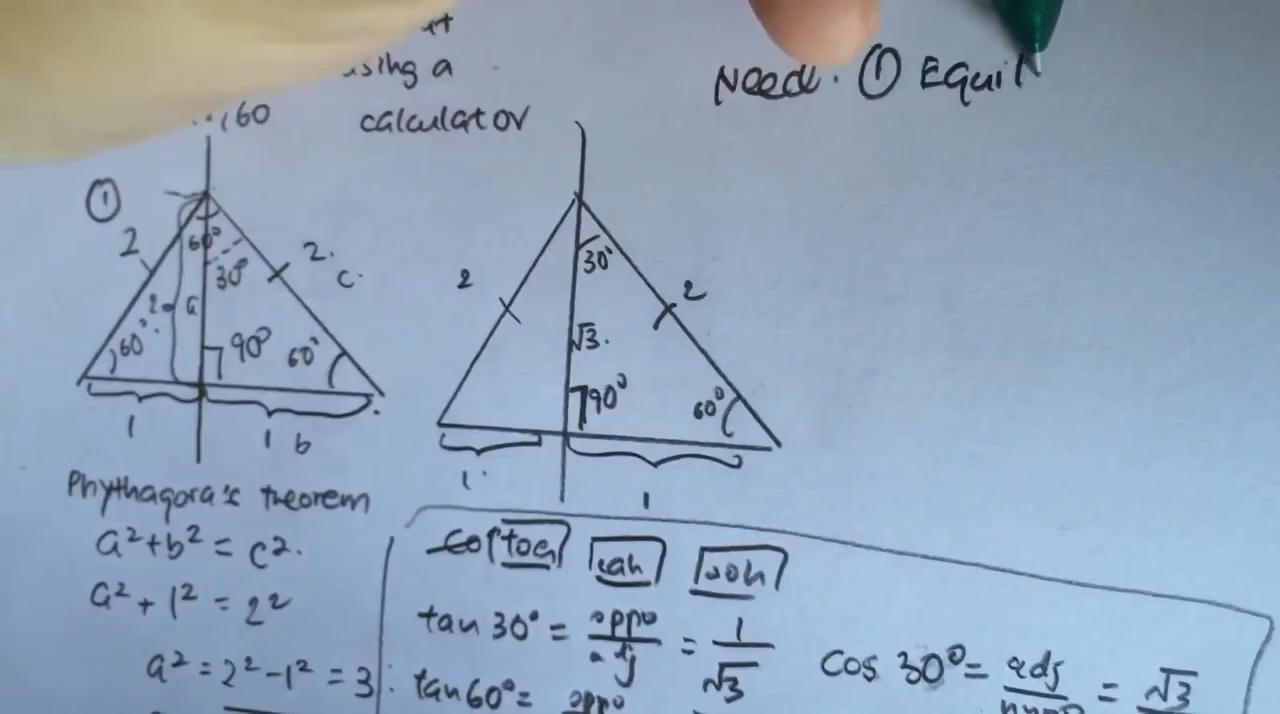 using a
calculator
Need. ① Equil
60
①
2
60°
30°
2.
c.
a
60°
90°
60°
1
1 b
2
30°
2
√3.
90°
60°
1
1
Phythagora's theorem
a²+b² = c².
a² + 1² = 2²
a² = 2² - 1² = 3
toa cah soh
tan 30° = oppo/adj = 1/√3
cos 30° = adj/hypo = √3
tan 60° = oppo